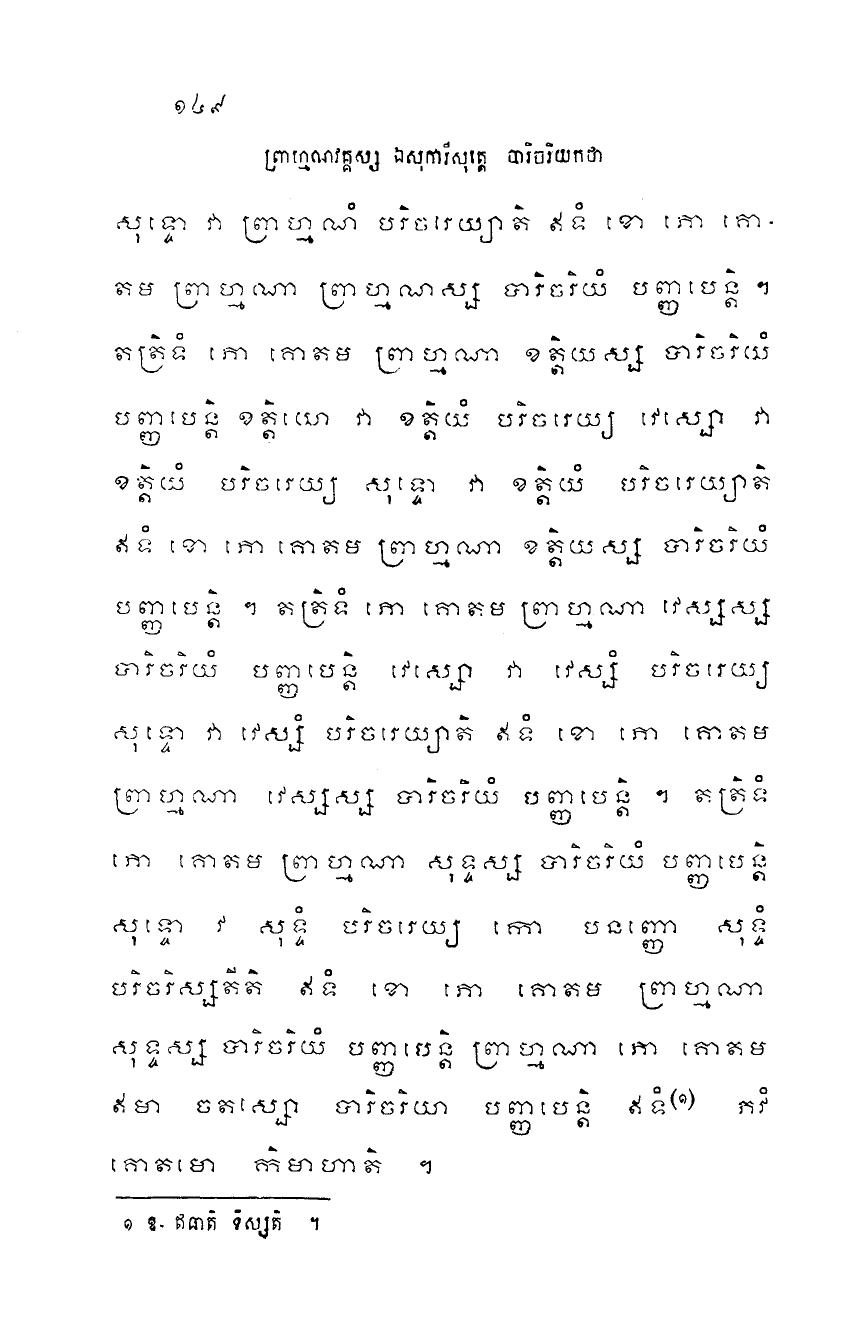 ១៤៩
ព្រាហ្មណវគ្គស្ស ឯសុការីសុត្តេ បារិចរិយកថា
សុទ្ទោ វា ព្រាហ្មណំ បរិចរេយ្យាតិ ឥទំ ខោ ភោ គោ-
តម ព្រាហ្មណា ព្រាហ្មណស្ស បារិចរិយំ បញ្ញបេន្តិ ។
តត្រិទំ ភោ គោតម ព្រាហ្មណា ខត្តិយស្ស បារិចរិយំ
បញ្ញបេន្តិ ខត្តិយោ វា ខត្តិយំ បរិចរេយ្យ វេស្សោ វា
ខត្តិយំ បរិចរេយ្យ សុទ្ទោ វា ខត្តិយំ បរិចរេយ្យាតិ
ឥទំ ខោ ភោ គោតម ព្រាហ្មណា ខត្តិយស្ស បារិចរិយំ
បញ្ញបេន្តិ ។ តត្រិទំ ភោ គោតម ព្រាហ្មណា វេស្សស្ស
បារិចរិយំ បញ្ញបេន្តិ វេស្សោ វា វេស្សំ បរិចរេយ្យ
សុទ្ទោ វា វេស្សំ បរិចរេយ្យាតិ ឥទំ ខោ ភោ គោតម
ព្រាហ្មណា វេស្សស្ស បារិចរិយំ បញ្ញបេន្តិ ។ តត្រិទំ
ភោ គោតម ព្រាហ្មណា សុទ្ទស្ស បារិចរិយំ បញ្ញបេន្តិ
សុទ្ទោ វ សុទ្ទំ បរិចរេយ្យ កោ បនញ្ញោ សុទ្ទំ
បរិចរិស្សតីតិ ឥទំ ខោ ភោ គោតម ព្រាហ្មណា
សុទ្ទស្ស បារិចរិយំ បញ្ញបេន្តិ ព្រាហ្មណា ភោ គោតម
ឥមា ចតស្សោ បារិចរិយា បញ្ញបេន្តិ ឥទំ(១) ភវំ
គោតមោ កិមាហាតិ ។
១ ឱ. ឥធាតិ ទិស្សតិ ។